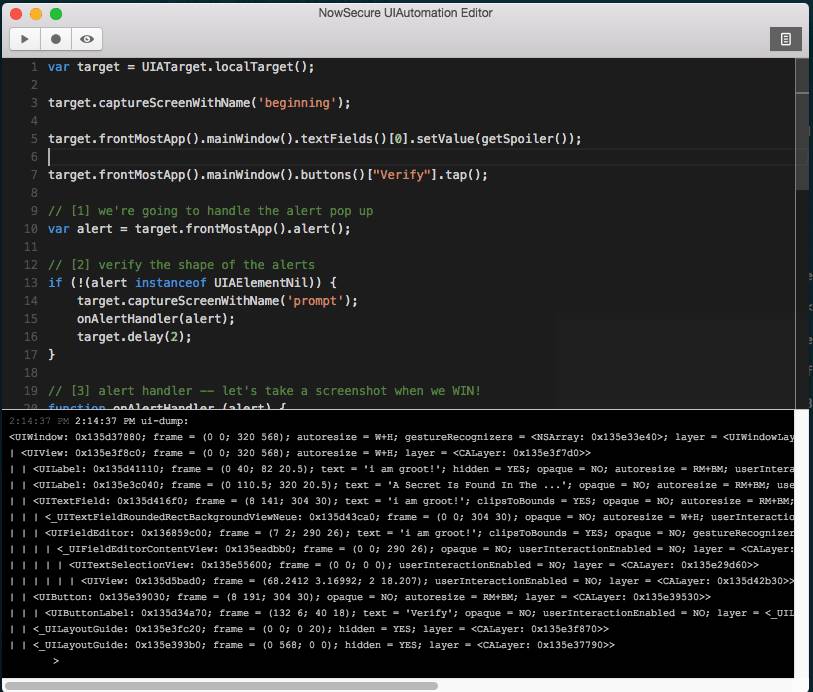 NowSecure UIAutomation Editor
1 var target = UIATarget.localTarget();
2
3 target.captureScreenWithName('beginning');
4
5 target.frontMostApp().mainWindow().textFields()[0].setValue(getSpoiler());
6
7 target.frontMostApp().mainWindow().buttons()["Verify"].tap();
8
9 // [1] we're going to handle the alert pop up
10 var alert = target.frontMostApp().alert();
11
12 // [2] verify the shape of the alerts
13 if (!(alert instanceof UIAElementNil)) {
14     target.captureScreenWithName('prompt');
15     onAlertHandler(alert);
16     target.delay(2);
17 }
18
19 // [3] alert handler -- let's take a screenshot when we WIN!
20 function onAlertHandler (alert) {
2:14:37 PM 2:14:37 PM ui-dump:
<UIWindow: 0x135d37880; frame = (0 0; 320 568); autoresize = W+H; gestureRecognizers = <NSArray: 0x135e33e40>; layer = <UIWindowLay
| <UIView: 0x135e3f8c0; frame = (0 0; 320 568); autoresize = W+H; layer = <CALayer: 0x135e3f7d0>>
| | <UILabel: 0x135d41110; frame = (0 40; 82 20.5); text = 'i am groot!'; hidden = YES; opaque = NO; autoresize = RM+BM; userIntera
| | <UILabel: 0x135e3c040; frame = (0 110.5; 320 20.5); text = 'A Secret Is Found In The ...'; opaque = NO; autoresize = RM+BM; use
| | <UITextField: 0x135d416f0; frame = (8 141; 304 30); text = 'i am groot!'; clipsToBounds = YES; opaque = NO; autoresize = RM+BM;
| | | <_UITextFieldRoundedRectBackgroundViewNeue: 0x135d43ca0; frame = (0 0; 304 30); opaque = NO; autoresize = W+H; userInteractio
| | | <UIFieldEditor: 0x136859c00; frame = (7 2; 290 26); text = 'i am groot!'; clipsToBounds = YES; opaque = NO; gestureRecognizer
| | | | <_UIFieldEditorContentView: 0x135eadbb0; frame = (0 0; 290 26); opaque = NO; userInteractionEnabled = NO; layer = <CALayer:
| | | | | <UITextSelectionView: 0x135e55600; frame = (0 0; 0 0); userInteractionEnabled = NO; layer = <CALayer: 0x135e29d60>>
| | | | | | <UIView: 0x135d5bad0; frame = (68.2412 3.16992; 2 18.207); userInteractionEnabled = NO; layer = <CALayer: 0x135d42b30>>
| | <UIButton: 0x135e39030; frame = (8 191; 304 30); opaque = NO; autoresize = RM+BM; layer = <CALayer: 0x135e39530>>
| | | <UIButtonLabel: 0x135d34a70; frame = (132 6; 40 18); text = 'Verify'; opaque = NO; userInteractionEnabled = NO; layer = <_UIL
| | <_UILayoutGuide: 0x135e3fc20; frame = (0 0; 0 20); hidden = YES; layer = <CALayer: 0x135e3f870>>
| | <_UILayoutGuide: 0x135e393b0; frame = (0 568; 0 0); hidden = YES; layer = <CALayer: 0x135e37790>>
>